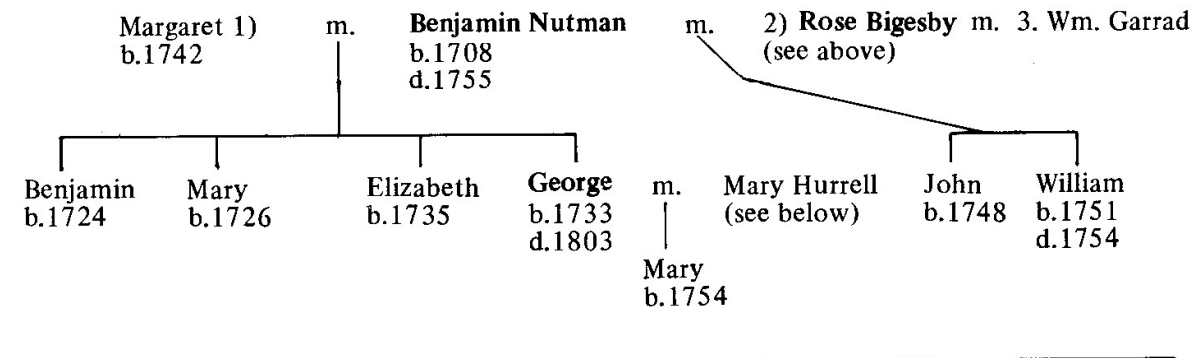 Margaret 1) m. Benjamin Nutman m. 2) Rose Bigesby m. 3. Wm. Garrad
b.1742 b.1708 (see above)
d.1755
Benjamin Mary Elizabeth George m. Mary Hurrell John William
b.1724 b.1726 b.1735 b.1733 (see below) b.1748 b.1751
d.1803 d.1754
Mary
b.1754